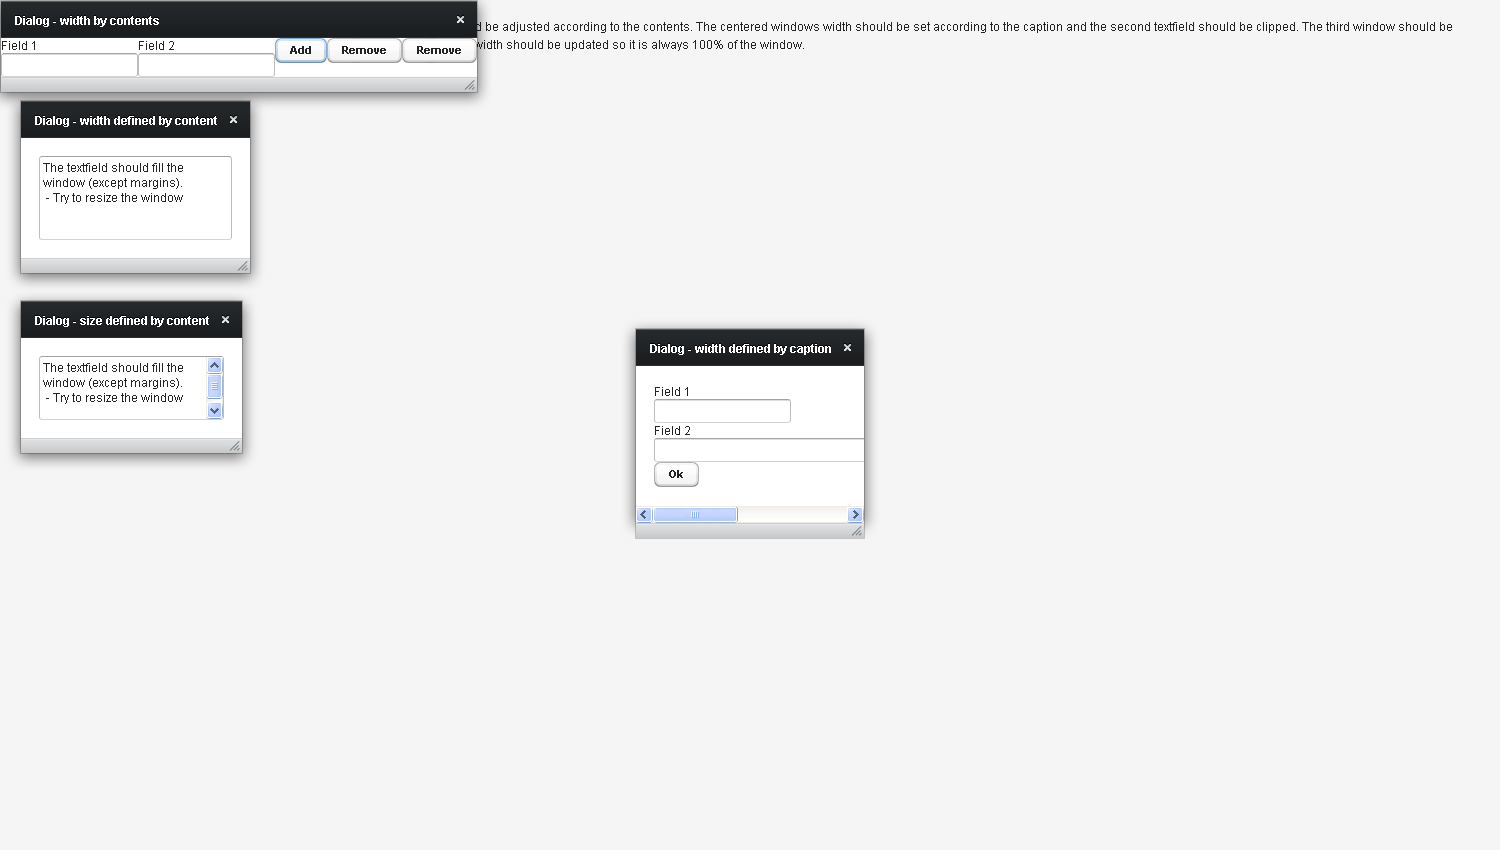 Dialog - width by contents
be adjusted according to the contents. The centered windows width should be set according to the caption and the second textfield should be clipped. The third window should be
Field 1 Field 2 Add Remove Remove
width should be updated so it is always 100% of the window.
Dialog - width defined by content
The textfield should fill the
window (except margins).
- Try to resize the window
Dialog - size defined by content
The textfield should fill the
window (except margins).
- Try to resize the window
Dialog - width defined by caption
Field 1
Field 2
Ok